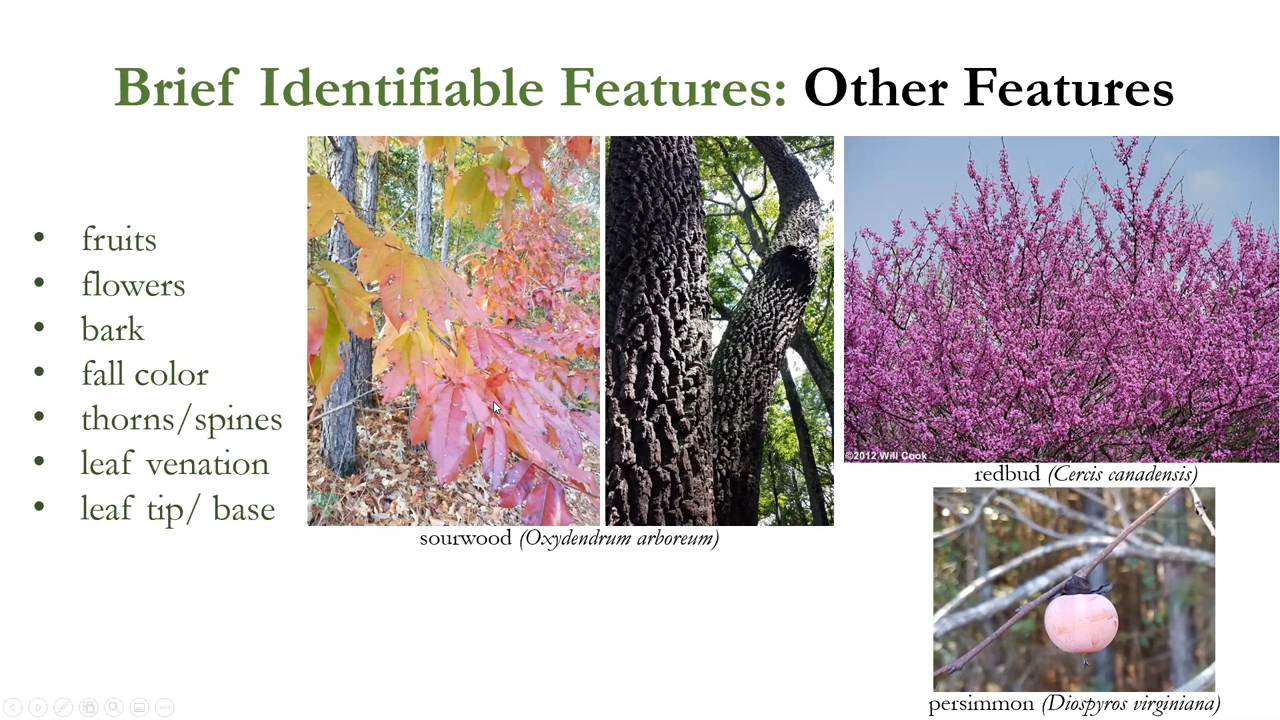 Brief Identifiable Features: Other Features
• fruits
• flowers
• bark
• fall color
• thorns/spines
• leaf venation
• leaf tip/ base
sourwood (Oxydendrum arboreum)
©2012 Will Cook
redbud (Cercis canadensis)
persimmon (Diospyros virginiana)